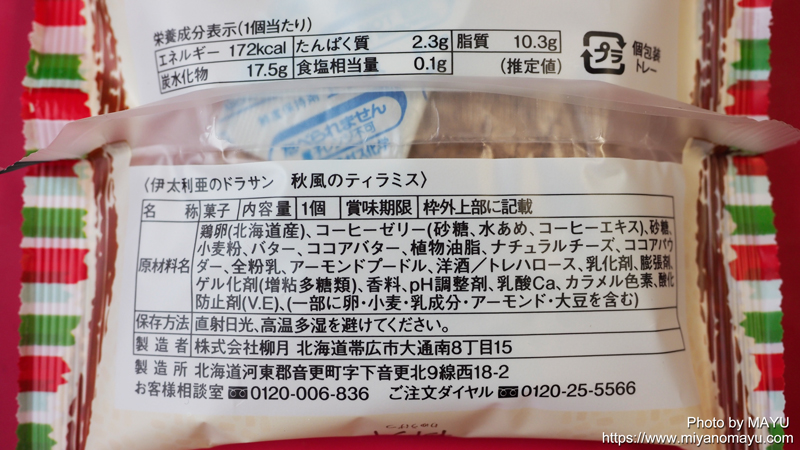 栄養成分表示(1個当たり)
エネルギー 172kcal たんぱく質 2.3g 脂質 10.3g
炭水化物 17.5g 食塩相当量 0.1g (推定値)
プラ
個包装
トレー
られません
不可
〈伊太利亜のドラサン 秋風のティラミス〉
名 称 菓子 内容量 1個 賞味期限 枠外上部に記載
原材料名
鶏卵(北海道産)、コーヒーゼリー(砂糖、水あめ、コーヒーエキス)、砂糖、
小麦粉、バター、ココアバター、植物油脂、ナチュラルチーズ、ココアパウ
ダー、全粉乳、アーモンドプードル、洋酒／トレハロース、乳化剤、膨張剤、
ゲル化剤(増粘多糖類)、香料、pH調整剤、乳酸Ca、カラメル色素、酸化
防止剤(V.E)、(一部に卵・小麦・乳成分・アーモンド・大豆を含む)
保存方法 直射日光、高温多湿を避けてください。
製造者 株式会社柳月 北海道帯広市大通南8丁目15
製造所 北海道河東郡音更町字下音更北9線西18-2
お客様相談室 0120-006-836 ご注文ダイヤル 0120-25-5566
Photo by MAYU
https://www.miyanomayu.com/